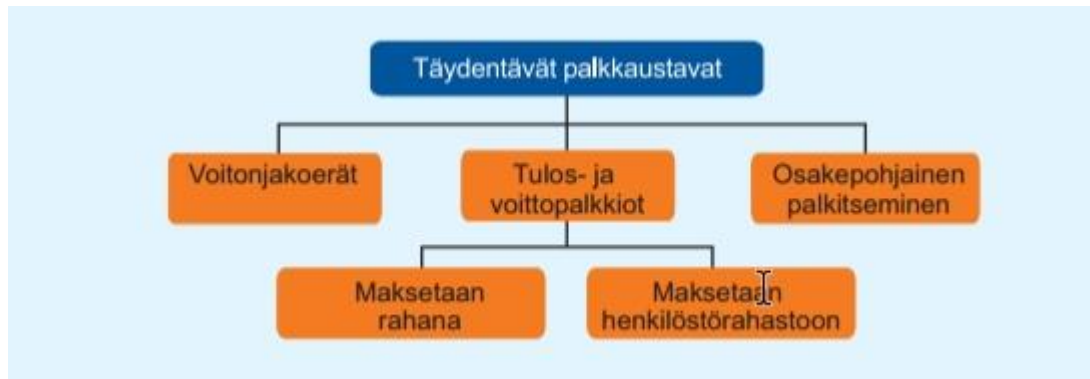 Täydentävät palkkaustavat
Voitonjakoerät
Tulos- ja
voittopalkkiot
Osakepohjainen
palkitseminen
Maksetaan
rahana
Maksetaan
henkilöstörahastoon